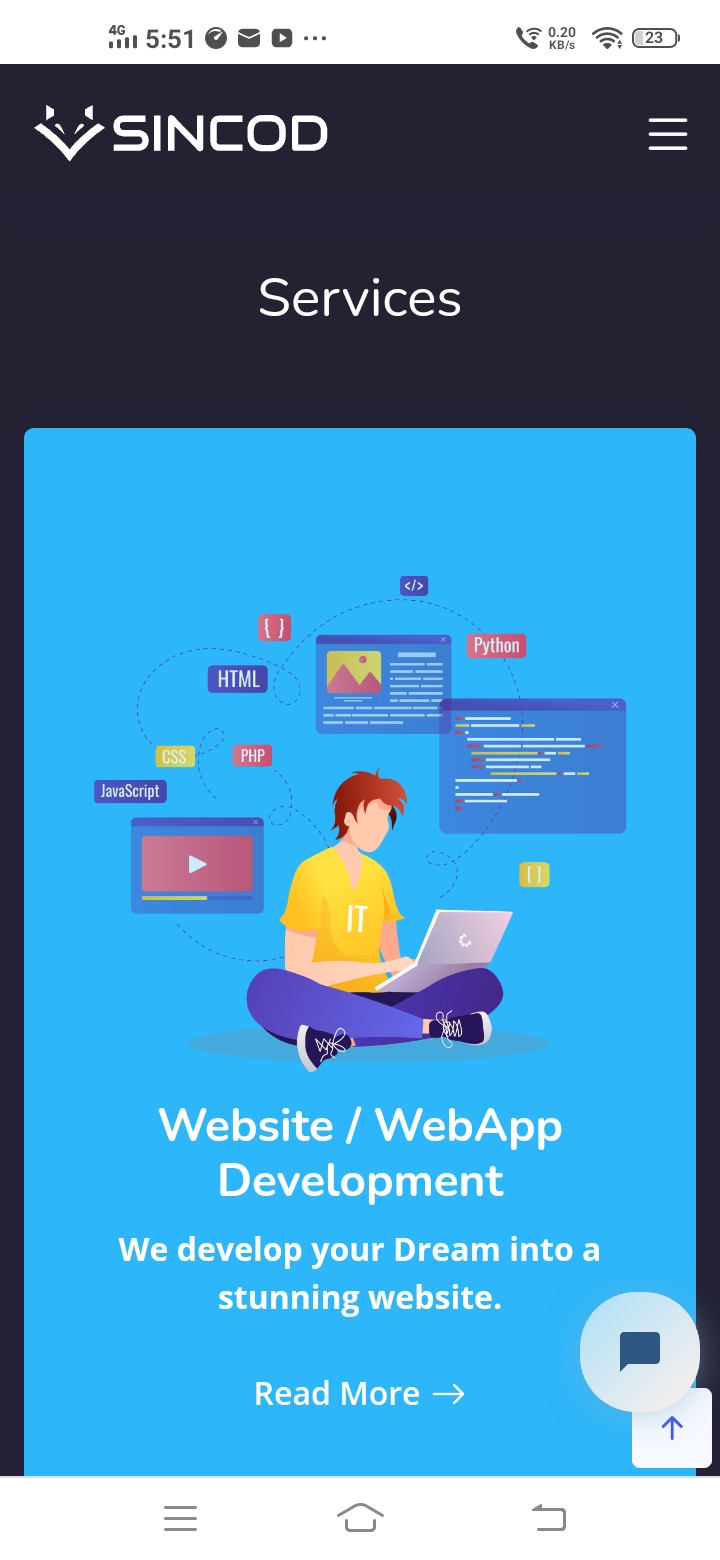 4G 5:51 0.20 KB/s 23
SINCOD
Services
</>
{ }
Python
HTML
CSS
PHP
JavaScript
[ ]
IT
Website / WebApp
Development
We develop your Dream into a
stunning website.
Read More →